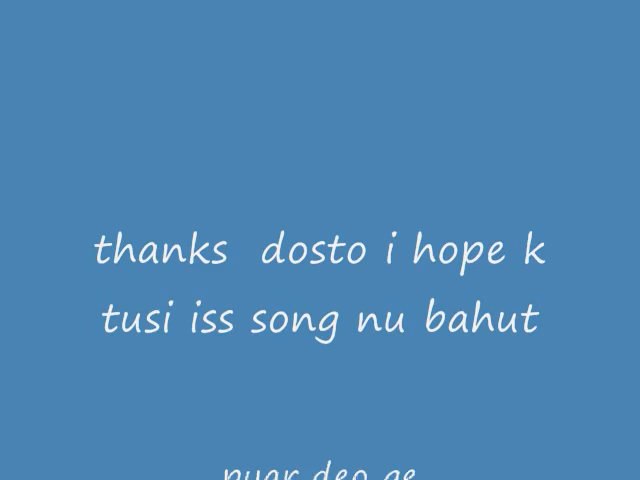 thanks dosto i hope k
tusi iss song nu bahut
pyar deo ge